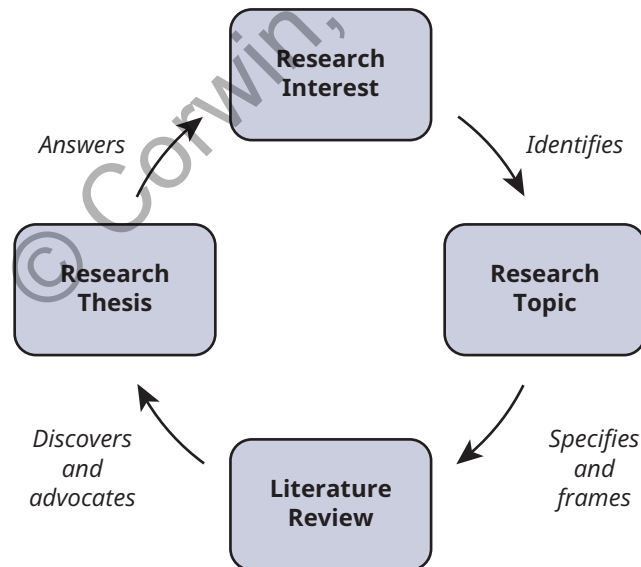 Research
Interest
Answers
Identifies
© Corwin,
Research
Thesis
Research
Topic
Discovers
and
advocates
Specifies
and
frames
Literature
Review